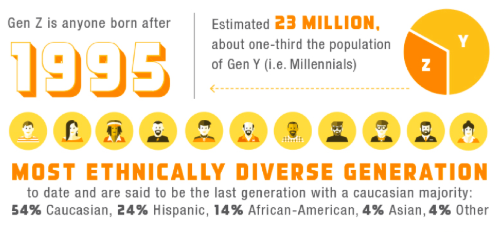 Gen Z is anyone born after
1995
Estimated 23 MILLION,
about one-third the population
of Gen Y (i.e. Millennials)
Y
Z
MOST ETHNICALLY DIVERSE GENERATION
to date and are said to be the last generation with a caucasian majority:
54% Caucasian, 24% Hispanic, 14% African-American, 4% Asian, 4% Other